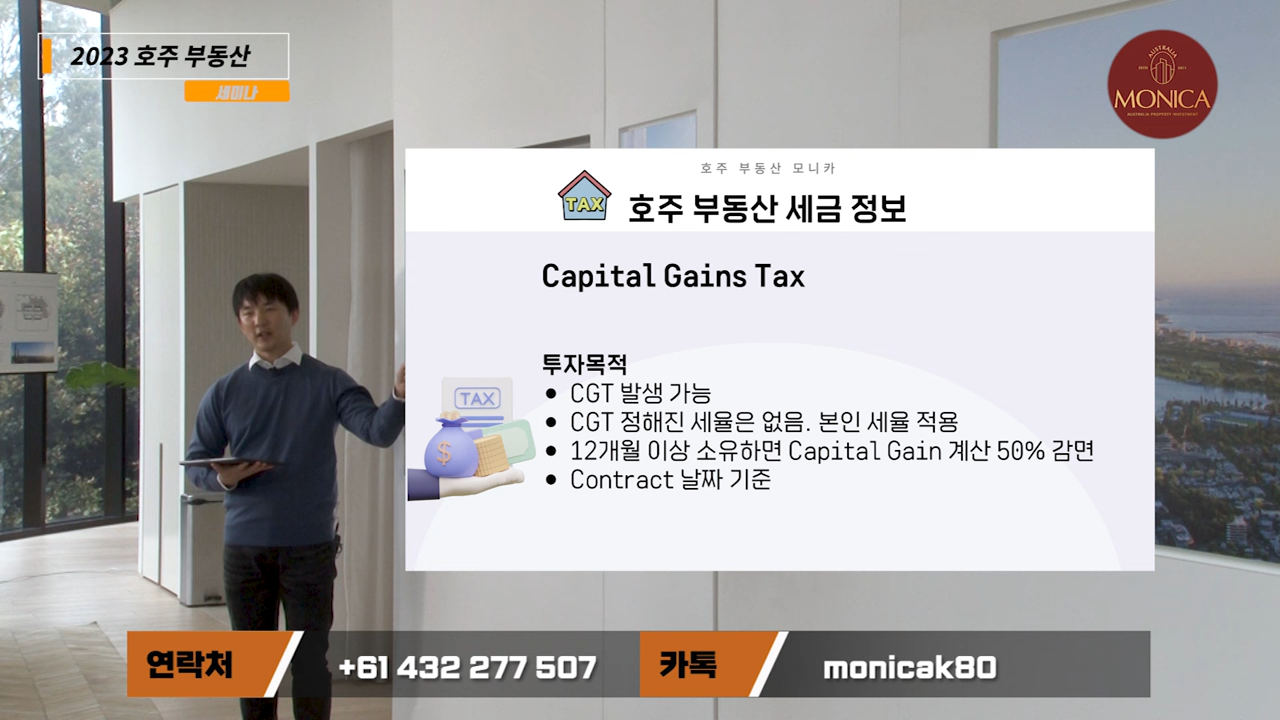 2023 호주 부동산
세미나
AUSTRALIA
MONICA
AUSTRALIA PROPERTY INVESTMENT
호주 부동산 모니카
TAX
호주 부동산 세금 정보
Capital Gains Tax
투자목적
TAX
$
• CGT 발생 가능
• CGT 정해진 세율은 없음. 본인 세율 적용
• 12개월 이상 소유하면 Capital Gain 계산 50% 감면
• Contract 날짜 기준
연락처
+61 432 277 507
카톡
monicak80